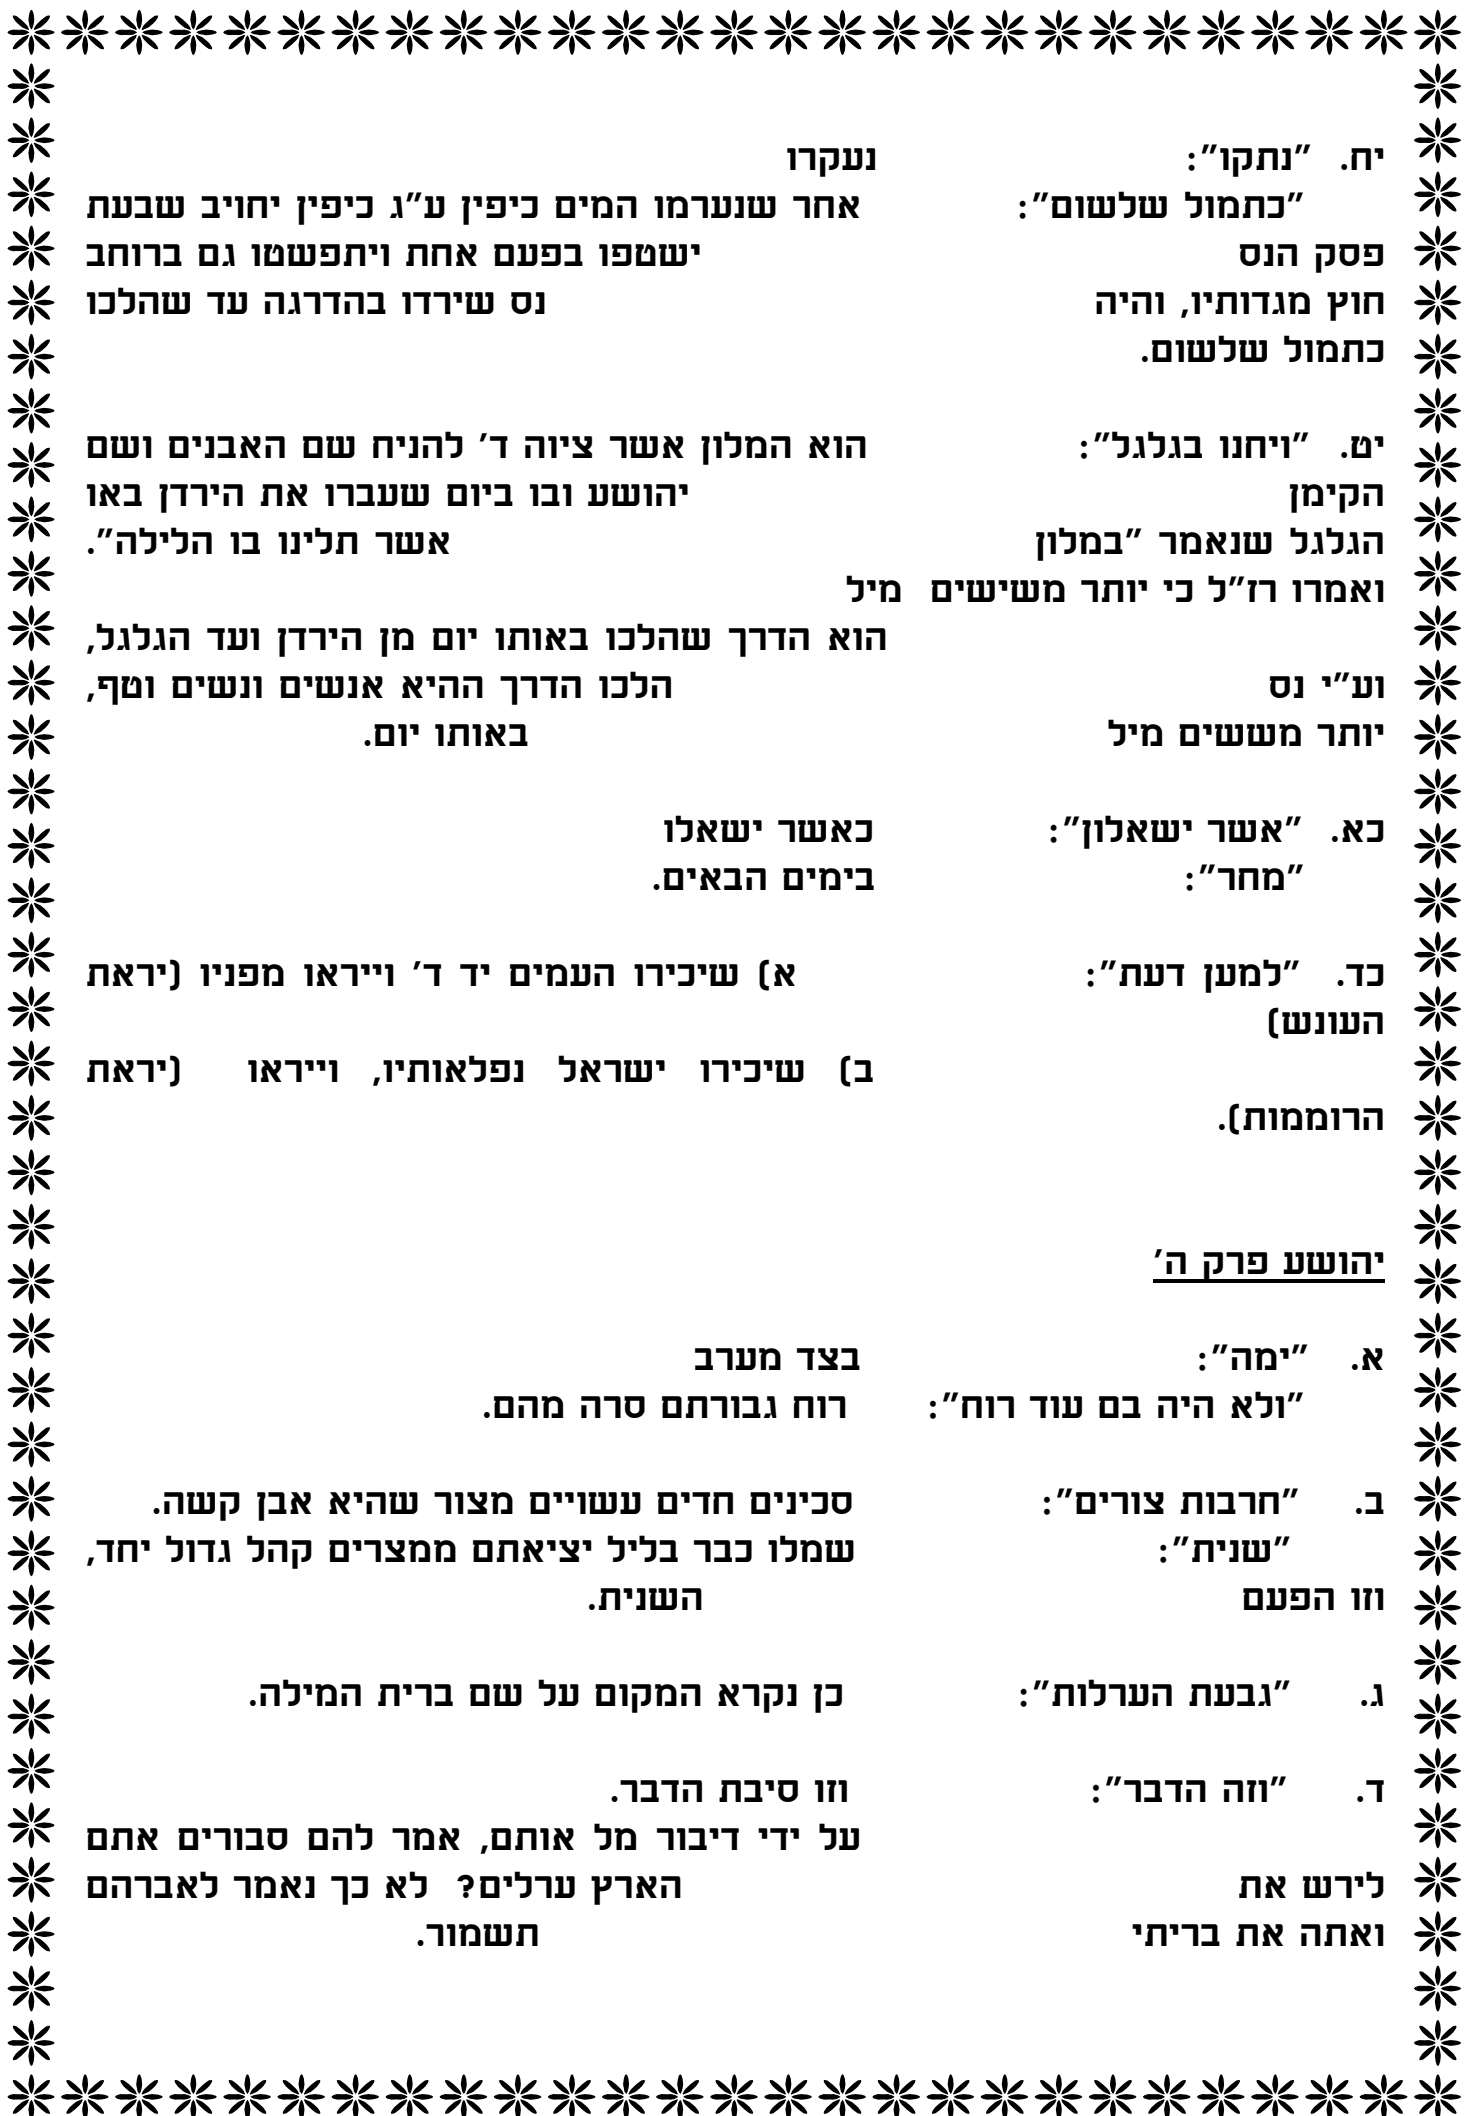 יח. "נתקו": נעקרו
"כתמול שלשום": אחר שנערמו המים כיפין ע"ג כיפין יחויב שבעת
פסק הנס ישטפו בפעם אחת ויתפשטו גם ברוחב
חוץ מגדותיו, והיה נס שירדו בהדרגה עד שהלכו
כתמול שלשום.
יט. "ויחנו בגלגל": הוא המלון אשר ציוה ד' להניח שם האבנים ושם
הקימן יהושע ובו ביום שעברו את הירדן באו
הגלגל שנאמר "במלון אשר תלינו בו הלילה".
ואמרו רז"ל כי יותר משישים מיל
הוא הדרך שהלכו באותו יום מן הירדן ועד הגלגל,
וע"י נס הלכו הדרך ההיא אנשים ונשים וטף,
יותר מששים מיל באותו יום.
כא. "אשר ישאלון": כאשר ישאלו
"מחר": בימים הבאים.
כד. "למען דעת": א) שיכירו העמים יד ד' וייראו מפניו (יראת
העונש)
ב) שיכירו ישראל נפלאותיו, וייראו (יראת
הרוממות).
יהושע פרק ה'
א. "ימה": בצד מערב
"ולא היה בם עוד רוח": רוח גבורתם סרה מהם.
ב. "חרבות צורים": סכינים חדים עשויים מצור שהיא אבן קשה.
"שנית": שמלו כבר בליל יציאתם ממצרים קהל גדול יחד,
וזו הפעם השנית.
ג. "גבעת הערלות": כן נקרא המקום על שם ברית המילה.
ד. "וזה הדבר": וזו סיבת הדבר.
על ידי דיבור מל אותם, אמר להם סבורים אתם
לירש את הארץ ערלים? לא כך נאמר לאברהם
ואתה את בריתי תשמור.